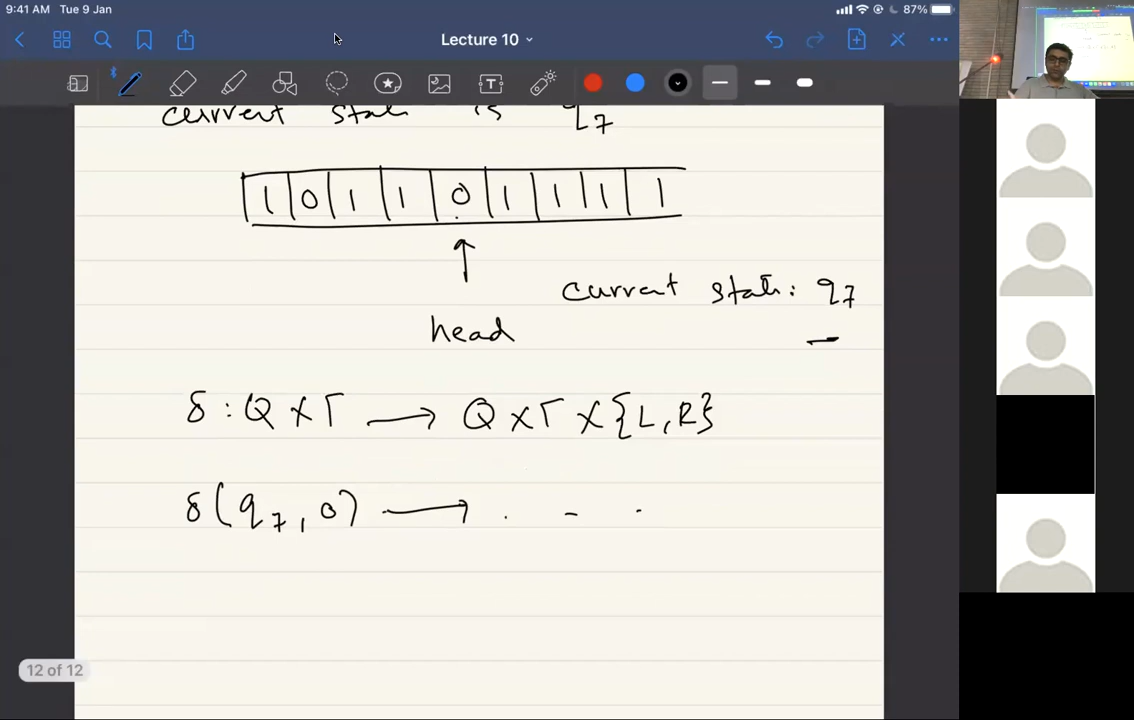 9:41 AM Tue 9 Jan 87%
Lecture 10
current state is q7
1 0 1 1 0 1 1 1 1
current state: q7
head
δ : Q × Γ ⟶ Q × Γ × {L, R}
δ(q7, 0) ⟶ . - .
12 of 12